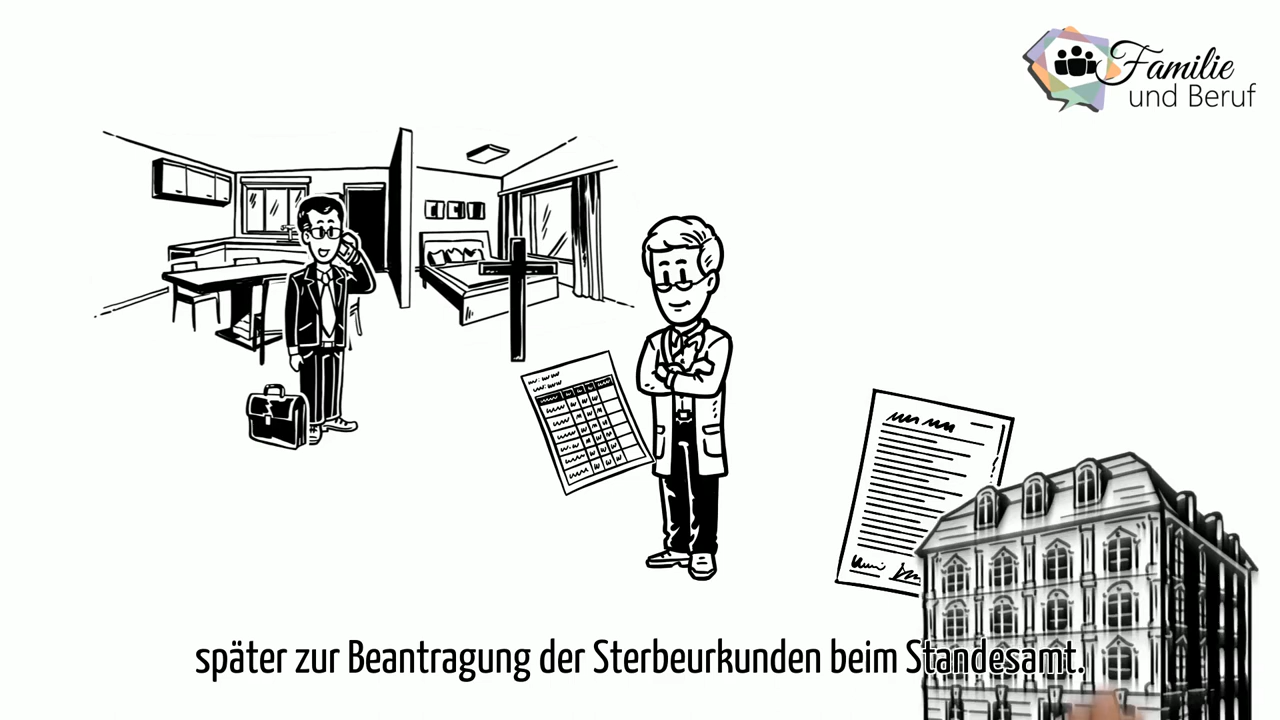 Familie
und Beruf
später zur Beantragung der Sterbeurkunden beim Standesamt.